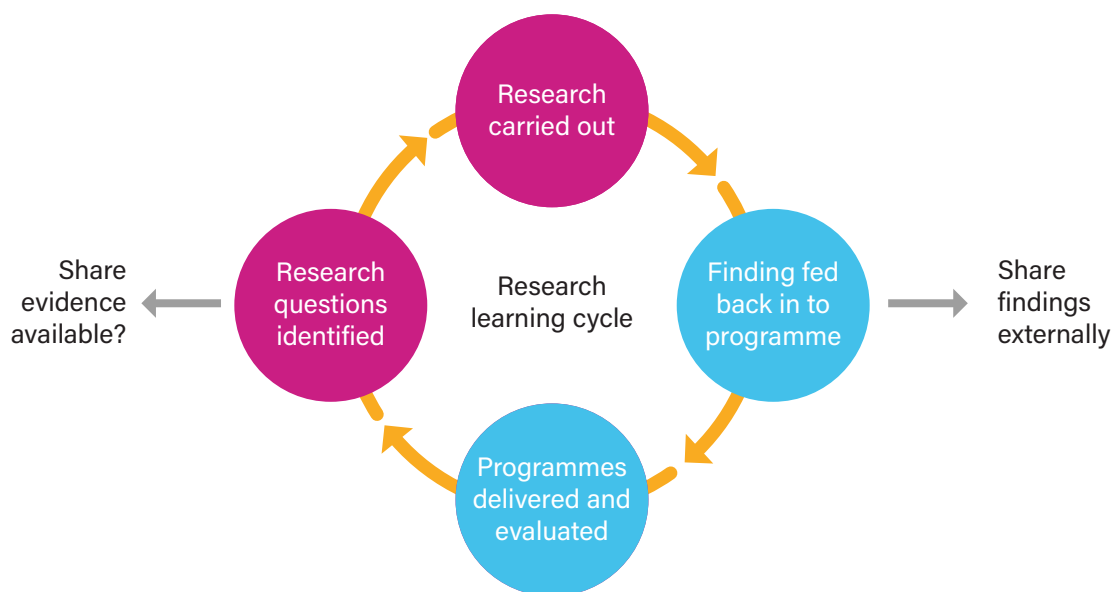 Research
carried out
Share
evidence
available?
Research
questions
identified
Research
learning cycle
Finding fed
back in to
programme
Share
findings
externally
Programmes
delivered and
evaluated